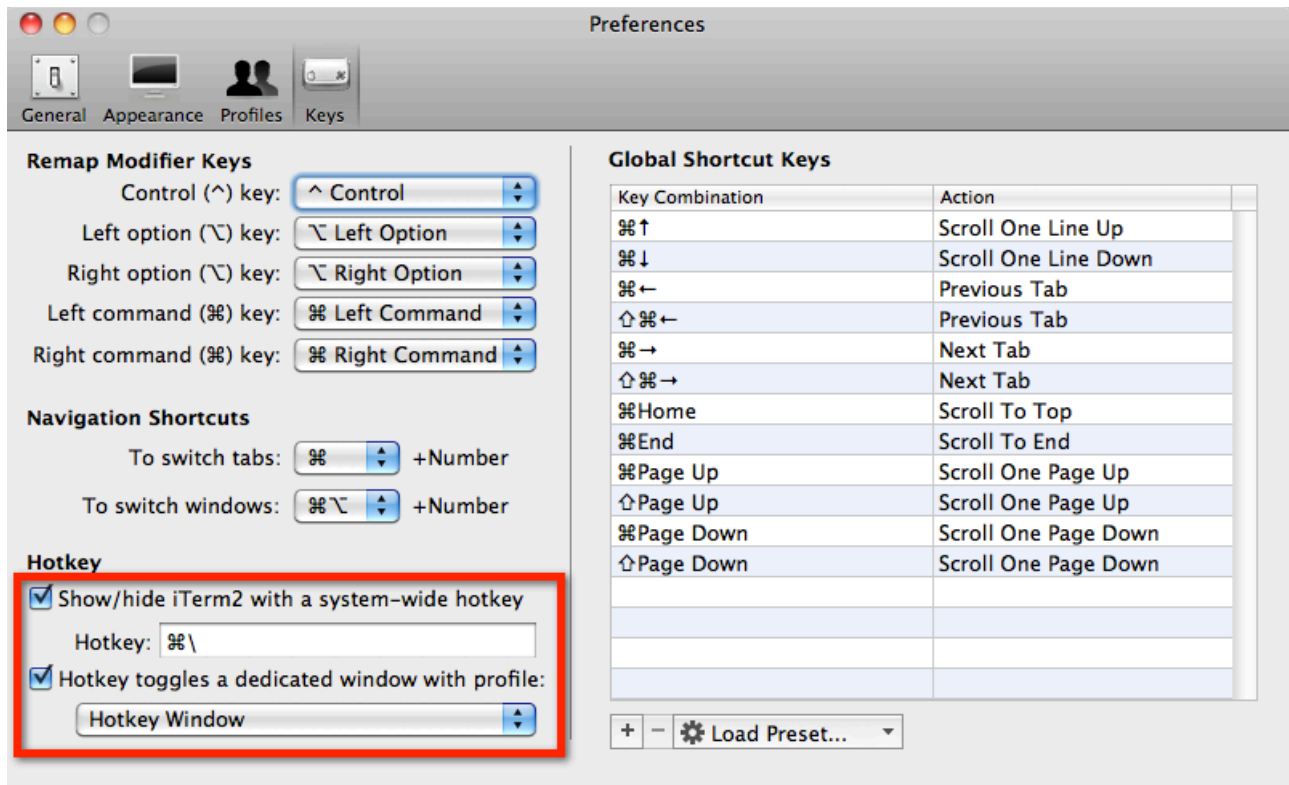 Preferences
General Appearance Profiles Keys
Remap Modifier Keys
Control (^) key: ^ Control
Left option (⌥) key: ⌥ Left Option
Right option (⌥) key: ⌥ Right Option
Left command (⌘) key: ⌘ Left Command
Right command (⌘) key: ⌘ Right Command
Navigation Shortcuts
To switch tabs: ⌘ +Number
To switch windows: ⌘⌥ +Number
Hotkey
Show/hide iTerm2 with a system-wide hotkey
Hotkey: ⌘\
Hotkey toggles a dedicated window with profile:
Hotkey Window
Global Shortcut Keys
Key Combination Action
⌘↑ Scroll One Line Up
⌘↓ Scroll One Line Down
⌘← Previous Tab
⇧⌘← Previous Tab
⌘→ Next Tab
⇧⌘→ Next Tab
⌘Home Scroll To Top
⌘End Scroll To End
⌘Page Up Scroll One Page Up
⇧Page Up Scroll One Page Up
⌘Page Down Scroll One Page Down
⇧Page Down Scroll One Page Down
+ − Load Preset...